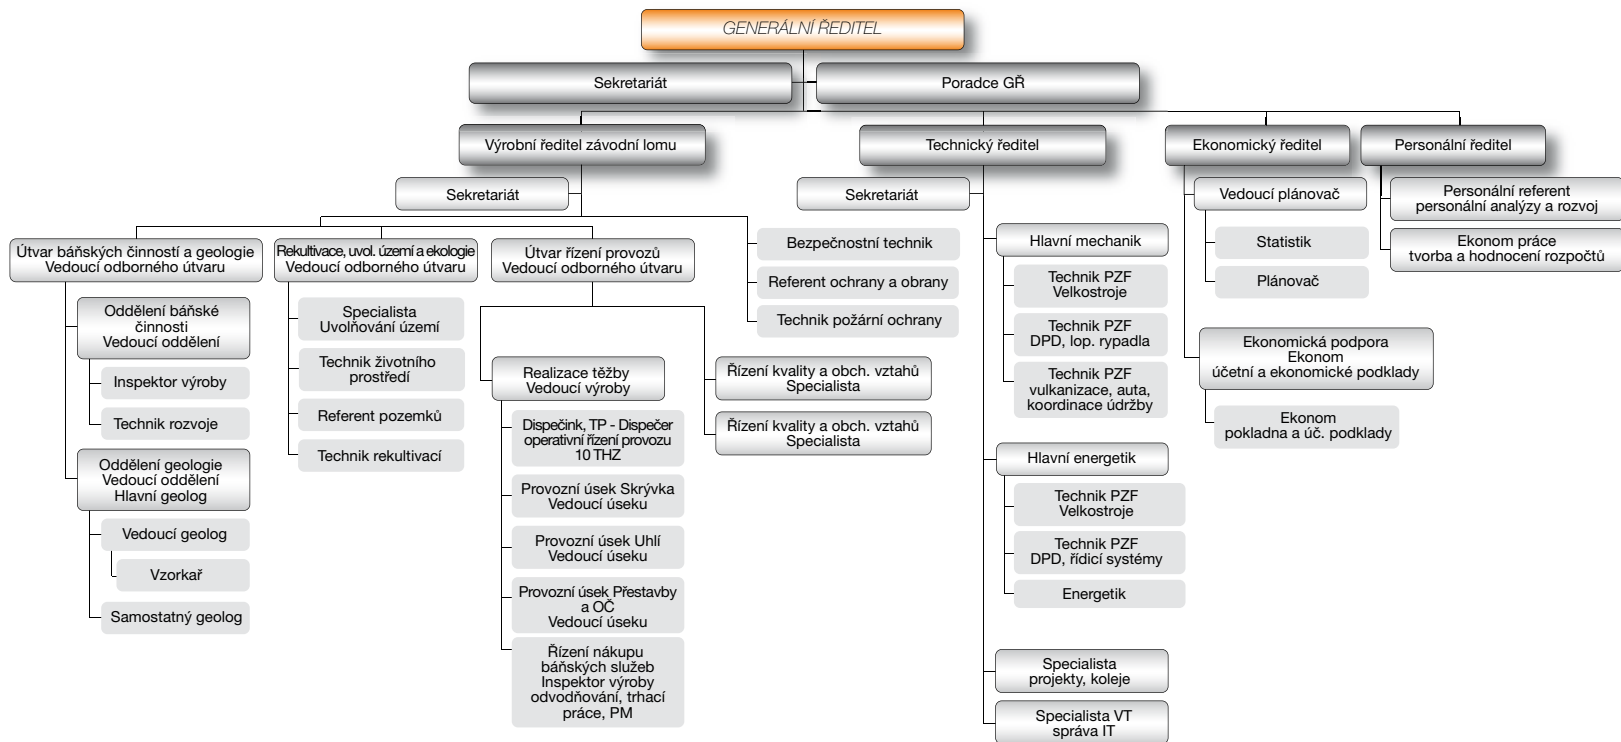 GENERÁLNÍ ŘEDITEL
Sekretariát
Poradce GŘ
Výrobní ředitel závodní lomu
Technický ředitel
Ekonomický ředitel
Personální ředitel
Sekretariát
Útvar báňských činností a geologie
Vedoucí odborného útvaru
Oddělení báňské
činnosti
Vedoucí oddělení
Inspektor výroby
Technik rozvoje
Oddělení geologie
Vedoucí oddělení
Hlavní geolog
Vedoucí geolog
Vzorkař
Samostatný geolog
Rekultivace, uvol. území a ekologie
Vedoucí odborného útvaru
Specialista
Uvolňování území
Technik životního
prostředí
Referent pozemků
Technik rekultivací
Útvar řízení provozů
Vedoucí odborného útvaru
Realizace těžby
Vedoucí výroby
Dispečink, TP - Dispečer
operativní řízení provozu
10 THZ
Provozní úsek Skrývka
Vedoucí úseku
Provozní úsek Uhlí
Vedoucí úseku
Provozní úsek Přestavby
a OČ
Vedoucí úseku
Řízení nákupu
báňských služeb
Inspektor výroby
odvodňování, trhací
práce, PM
Řízení kvality a obch. vztahů
Specialista
Řízení kvality a obch. vztahů
Specialista
Bezpečnostní technik
Referent ochrany a obrany
Technik požární ochrany
Sekretariát
Hlavní mechanik
Technik PZF
Velkostroje
Technik PZF
DPD, lop. rypadla
Technik PZF
vulkanizace, auta,
koordinace údržby
Hlavní energetik
Technik PZF
Velkostroje
Technik PZF
DPD, řídicí systémy
Energetik
Specialista
projekty, koleje
Specialista VT
správa IT
Vedoucí plánovač
Statistik
Plánovač
Ekonomická podpora
Ekonom
účetní a ekonomické podklady
Ekonom
pokladna a úč. podklady
Personální referent
personální analýzy a rozvoj
Ekonom práce
tvorba a hodnocení rozpočtů